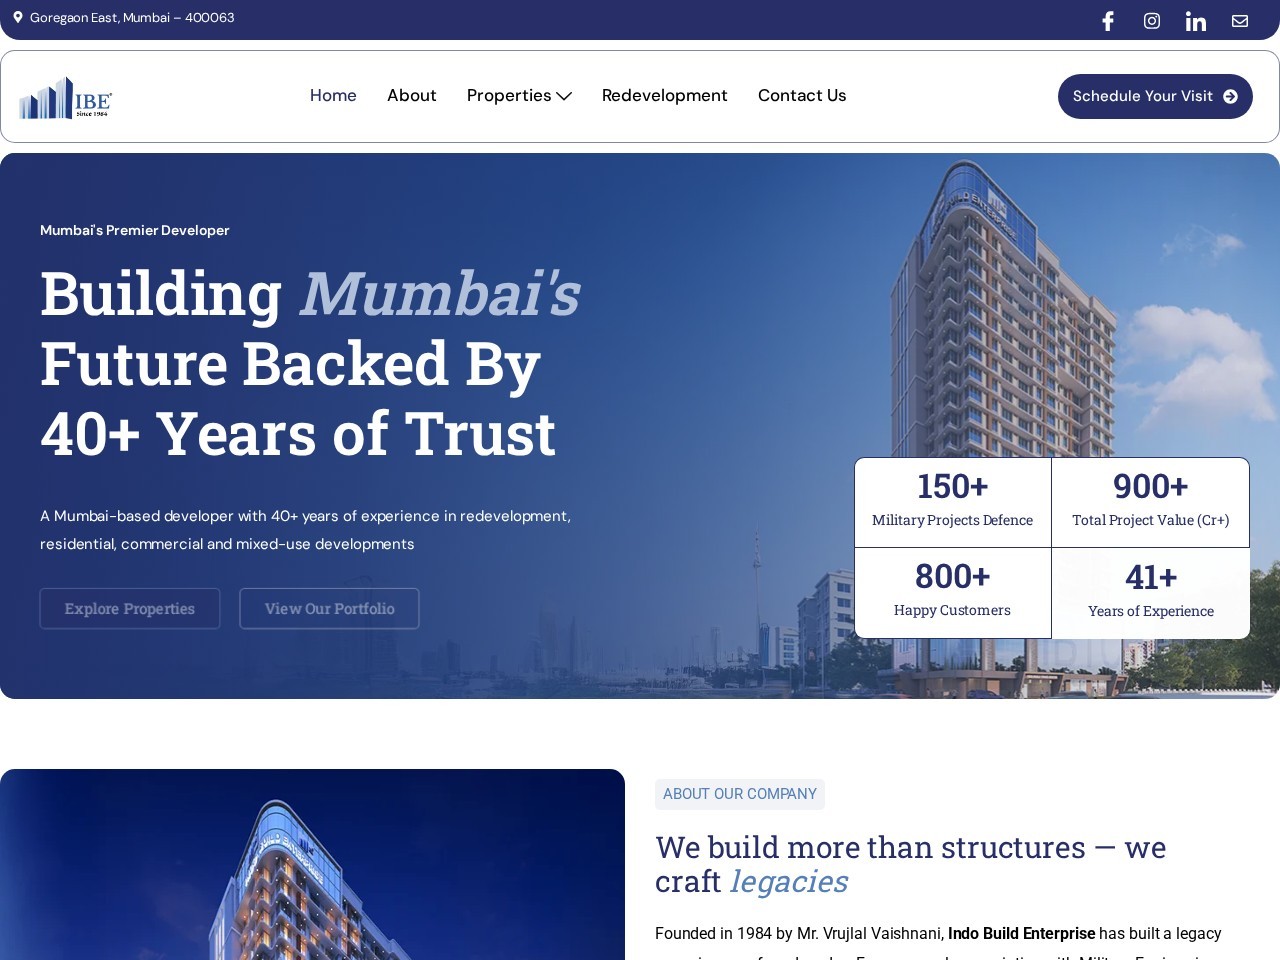 Goregaon East, Mumbai – 400063
IBE
Since 1984
Home
About
Properties
Redevelopment
Contact Us
Schedule Your Visit
Mumbai's Premier Developer
Building Mumbai's
Future Backed By
40+ Years of Trust
A Mumbai-based developer with 40+ years of experience in redevelopment,
residential, commercial and mixed-use developments
Explore Properties
View Our Portfolio
150+
Military Projects Defence
900+
Total Project Value (Cr+)
800+
Happy Customers
41+
Years of Experience
ABOUT OUR COMPANY
We build more than structures — we
craft legacies
Founded in 1984 by Mr. Vrujlal Vaishnani, Indo Build Enterprise has built a legacy